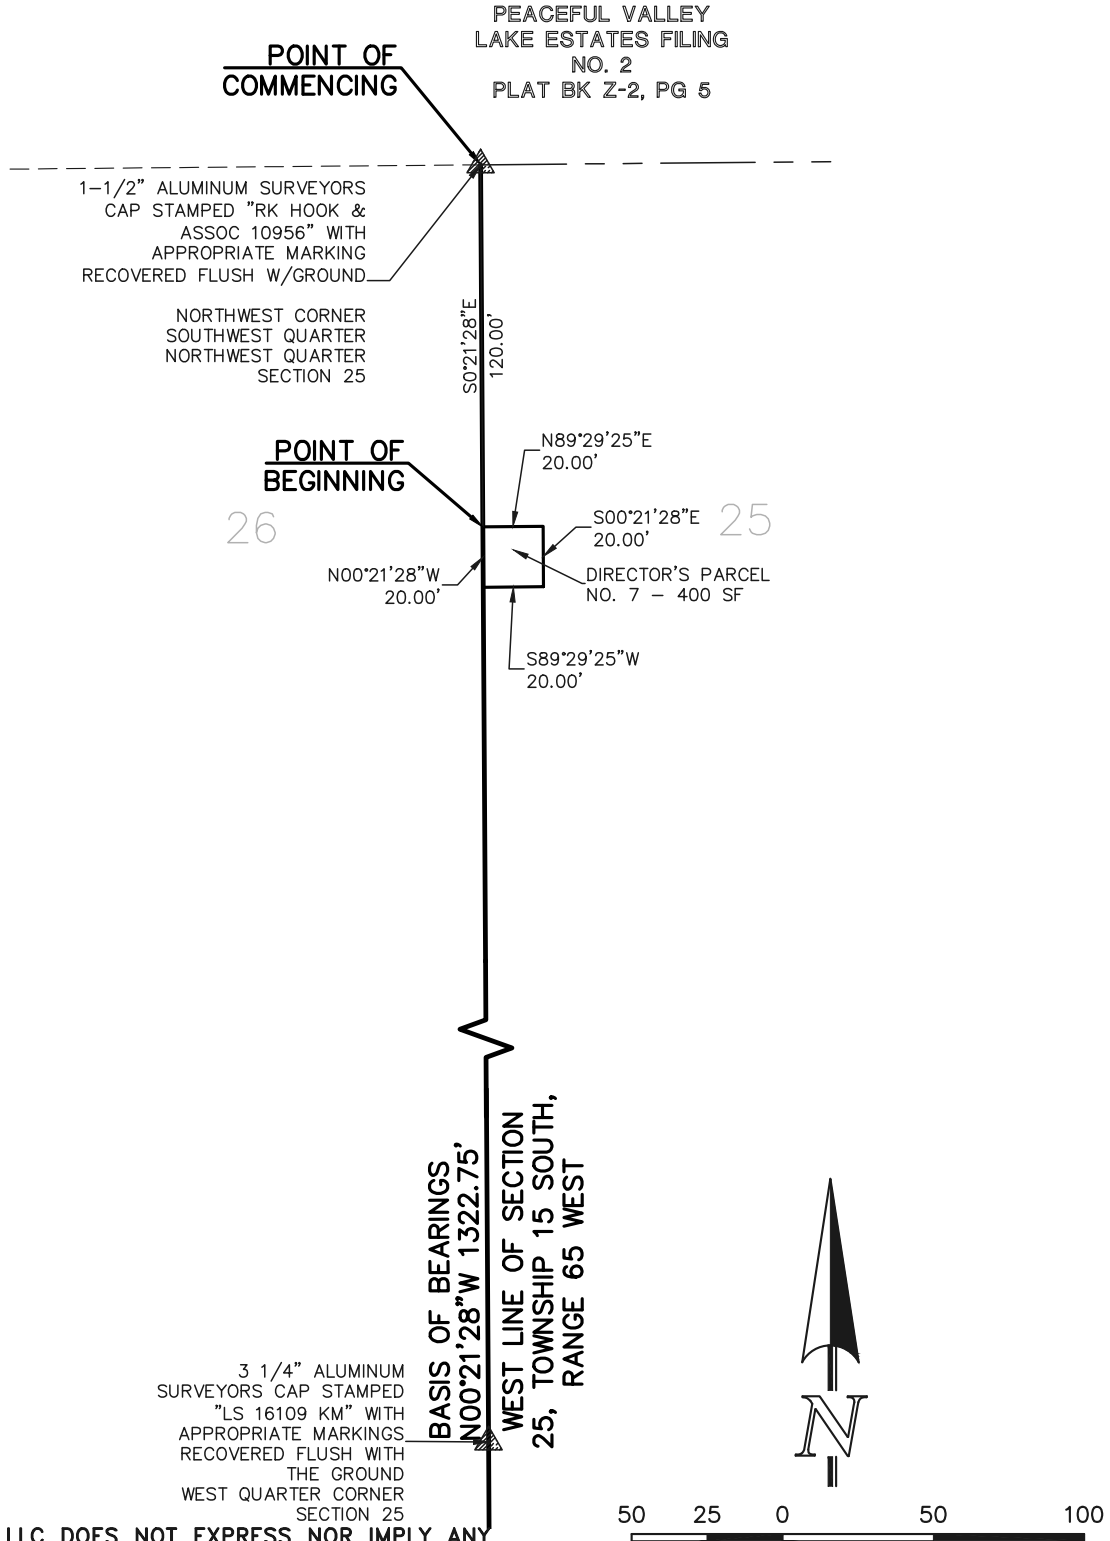 PEACEFUL VALLEY
LAKE ESTATES FILING
NO. 2
PLAT BK Z-2, PG 5
POINT OF
COMMENCING
1-1/2" ALUMINUM SURVEYORS
CAP STAMPED "RK HOOK &
ASSOC 10956" WITH
APPROPRIATE MARKING
RECOVERED FLUSH W/GROUND
NORTHWEST CORNER
SOUTHWEST QUARTER
NORTHWEST QUARTER
SECTION 25
S0°21'28"E
120.00'
POINT OF
BEGINNING
N89°29'25"E
20.00'
26
S00°21'28"E
20.00'
25
N00°21'28"W
20.00'
DIRECTOR'S PARCEL
NO. 7 - 400 SF
S89°29'25"W
20.00'
BASIS OF BEARINGS
N00°21'28"W 1322.75'
WEST LINE OF SECTION
25, TOWNSHIP 15 SOUTH,
RANGE 65 WEST
3 1/4" ALUMINUM
SURVEYORS CAP STAMPED
"LS 16109 KM" WITH
APPROPRIATE MARKINGS
RECOVERED FLUSH WITH
THE GROUND
WEST QUARTER CORNER
SECTION 25
N
50 25 0 50 100
LLC DOES NOT EXPRESS NOR IMPLY ANY